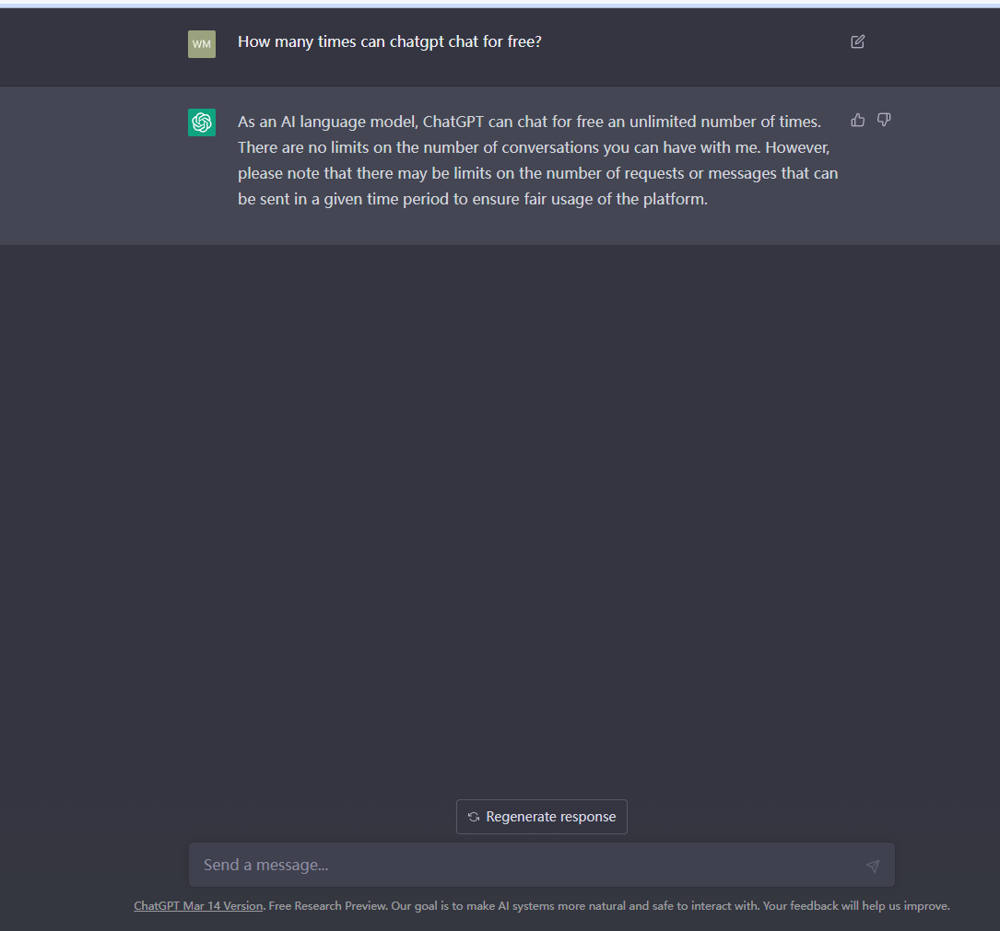 WM
How many times can chatgpt chat for free?
As an AI language model, ChatGPT can chat for free an unlimited number of times.
There are no limits on the number of conversations you can have with me. However,
please note that there may be limits on the number of requests or messages that can
be sent in a given time period to ensure fair usage of the platform.
Regenerate response
Send a message...
ChatGPT Mar 14 Version. Free Research Preview. Our goal is to make AI systems more natural and safe to interact with. Your feedback will help us improve.